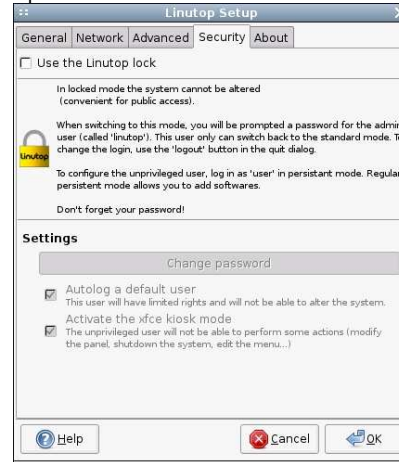 Linutop Setup
General Network Advanced Security About
Use the Linutop lock
In locked mode the system cannot be altered
(convenient for public access).
When switching to this mode, you will be prompted a password for the admin
user (called 'linutop'). This user only can switch back to the standard mode.
change the login, use the 'logout' button in the quit dialog.
linutop
To configure the unprivileged user, log in as 'user' in persistant mode. Regular
persistent mode allows you to add softwares.
Don't forget your password!
Settings
Change password
Autolog a default user
This user will have limited rights and will not be able to alter the system.
Activate the xfce kiosk mode
The unprivileged user will not be able to perform some actions (modify
the panel, shutdown the system, edit the menu...)
Help
Cancel
OK